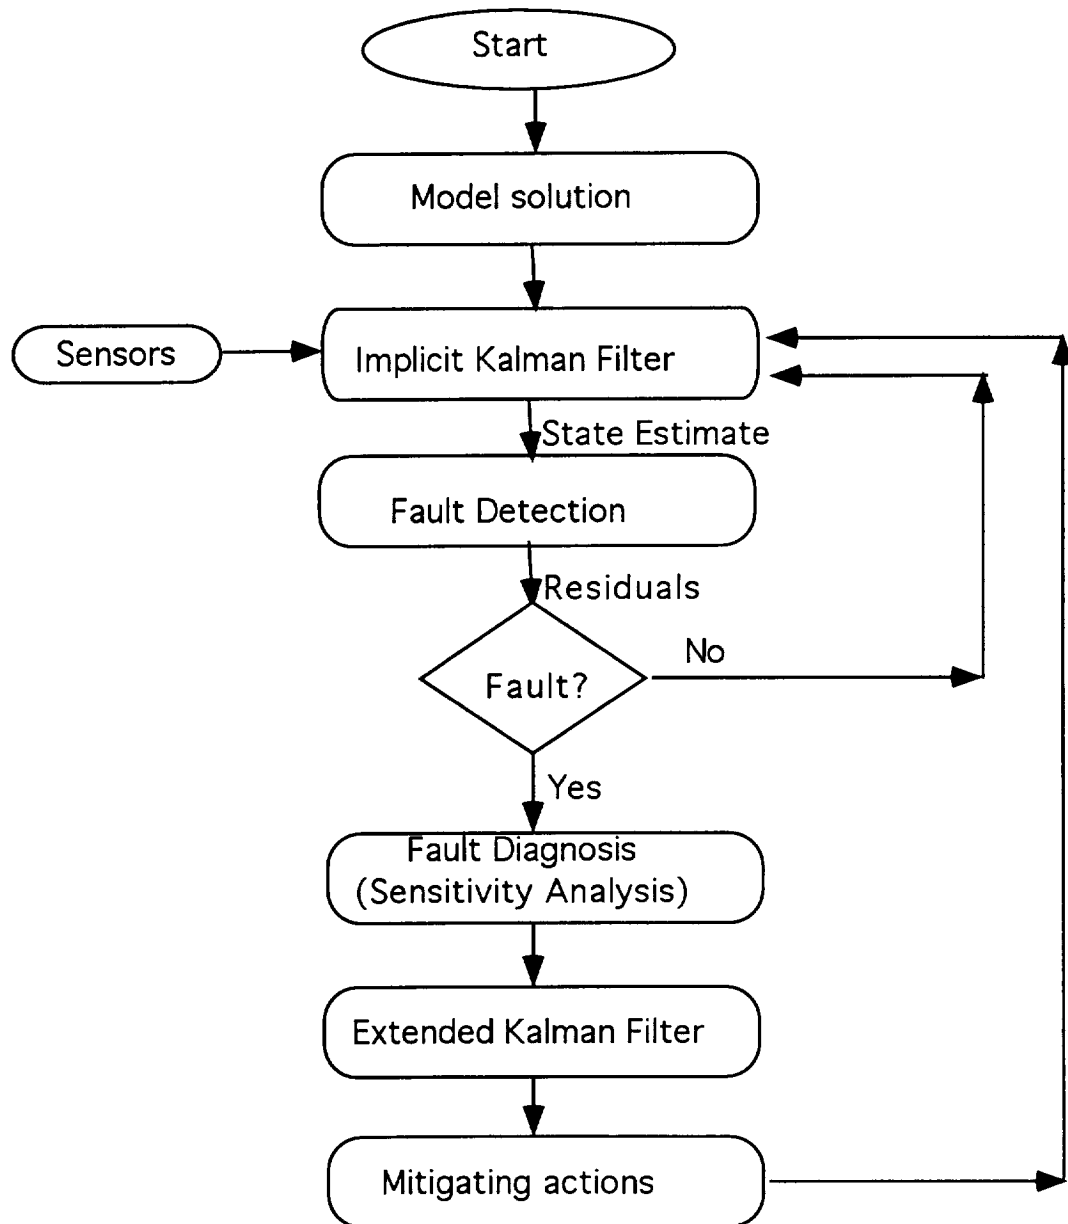 Start
Model solution
Sensors
Implicit Kalman Filter
State Estimate
Fault Detection
Residuals
No
Fault?
Yes
Fault Diagnosis
(Sensitivity Analysis)
Extended Kalman Filter
Mitigating actions